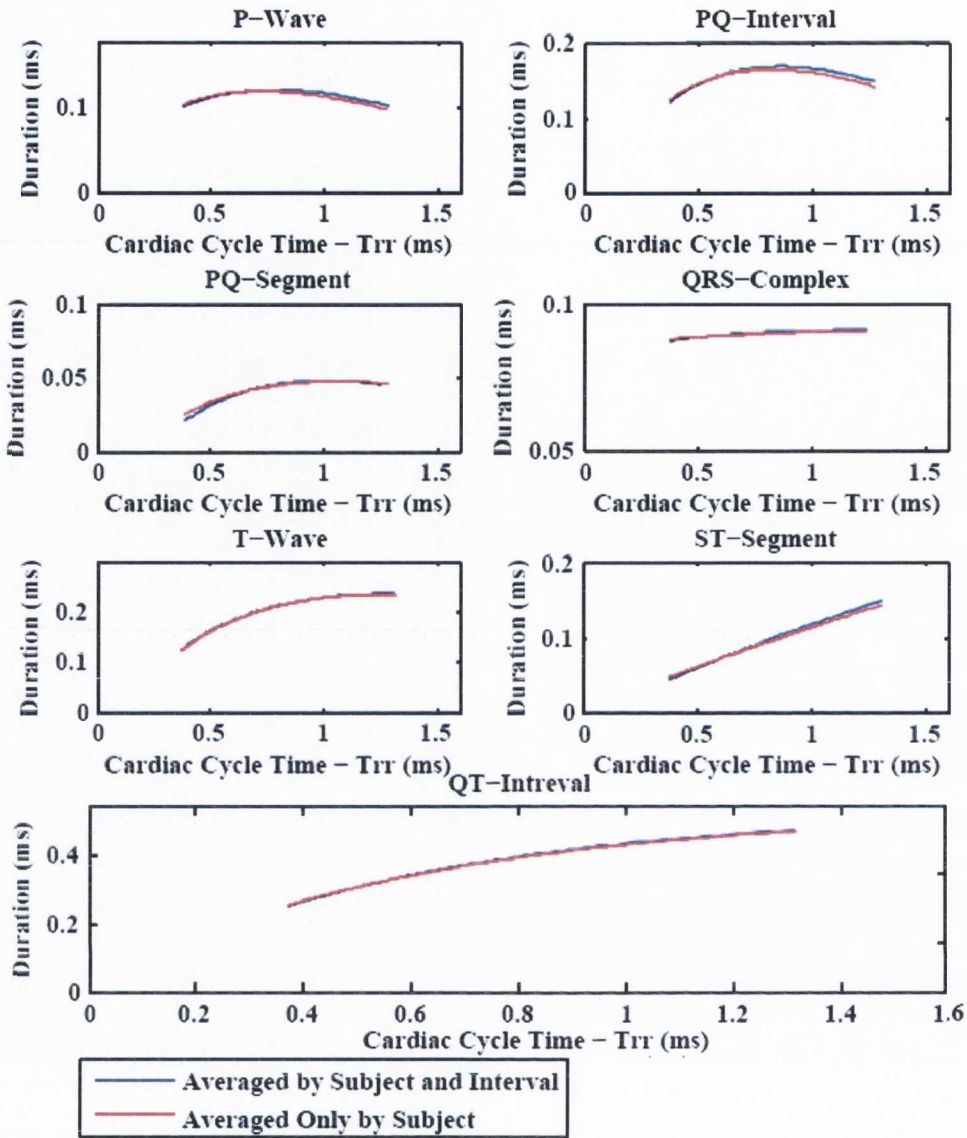 P−Wave
Duration (ms)
0.1
0
0 0.5 1 1.5
Cardiac Cycle Time − Trr (ms)
PQ−Interval
Duration (ms)
0.2
0.1
0
0 0.5 1 1.5
Cardiac Cycle Time − Trr (ms)
PQ−Segment
Duration (ms)
0.1
0.05
0
0 0.5 1 1.5
Cardiac Cycle Time − Trr (ms)
QRS−Complex
Duration (ms)
0.1
0.05
0 0.5 1 1.5
Cardiac Cycle Time − Trr (ms)
T−Wave
Duration (ms)
0.2
0.1
0
0 0.5 1 1.5
Cardiac Cycle Time − Trr (ms)
ST−Segment
Duration (ms)
0.2
0.1
0
0 0.5 1 1.5
Cardiac Cycle Time − Trr (ms)
QT−Intreval
Duration (ms)
0.4
0.2
0
0 0.2 0.4 0.6 0.8 1 1.2 1.4 1.6
Cardiac Cycle Time − Trr (ms)
Averaged by Subject and Interval
Averaged Only by Subject